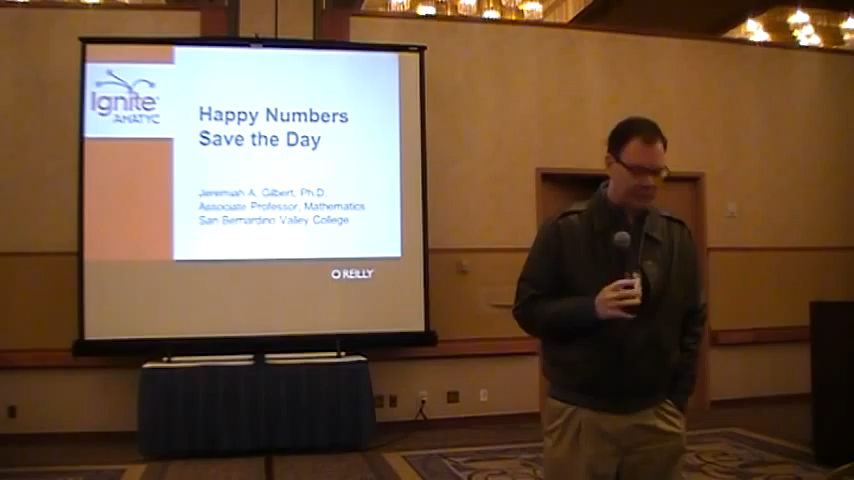 Ignite
AMATYC
Happy Numbers
Save the Day
Jeremiah A. Gilbert, Ph.D.
Associate Professor, Mathematics
San Bernardino Valley College
O'REILLY